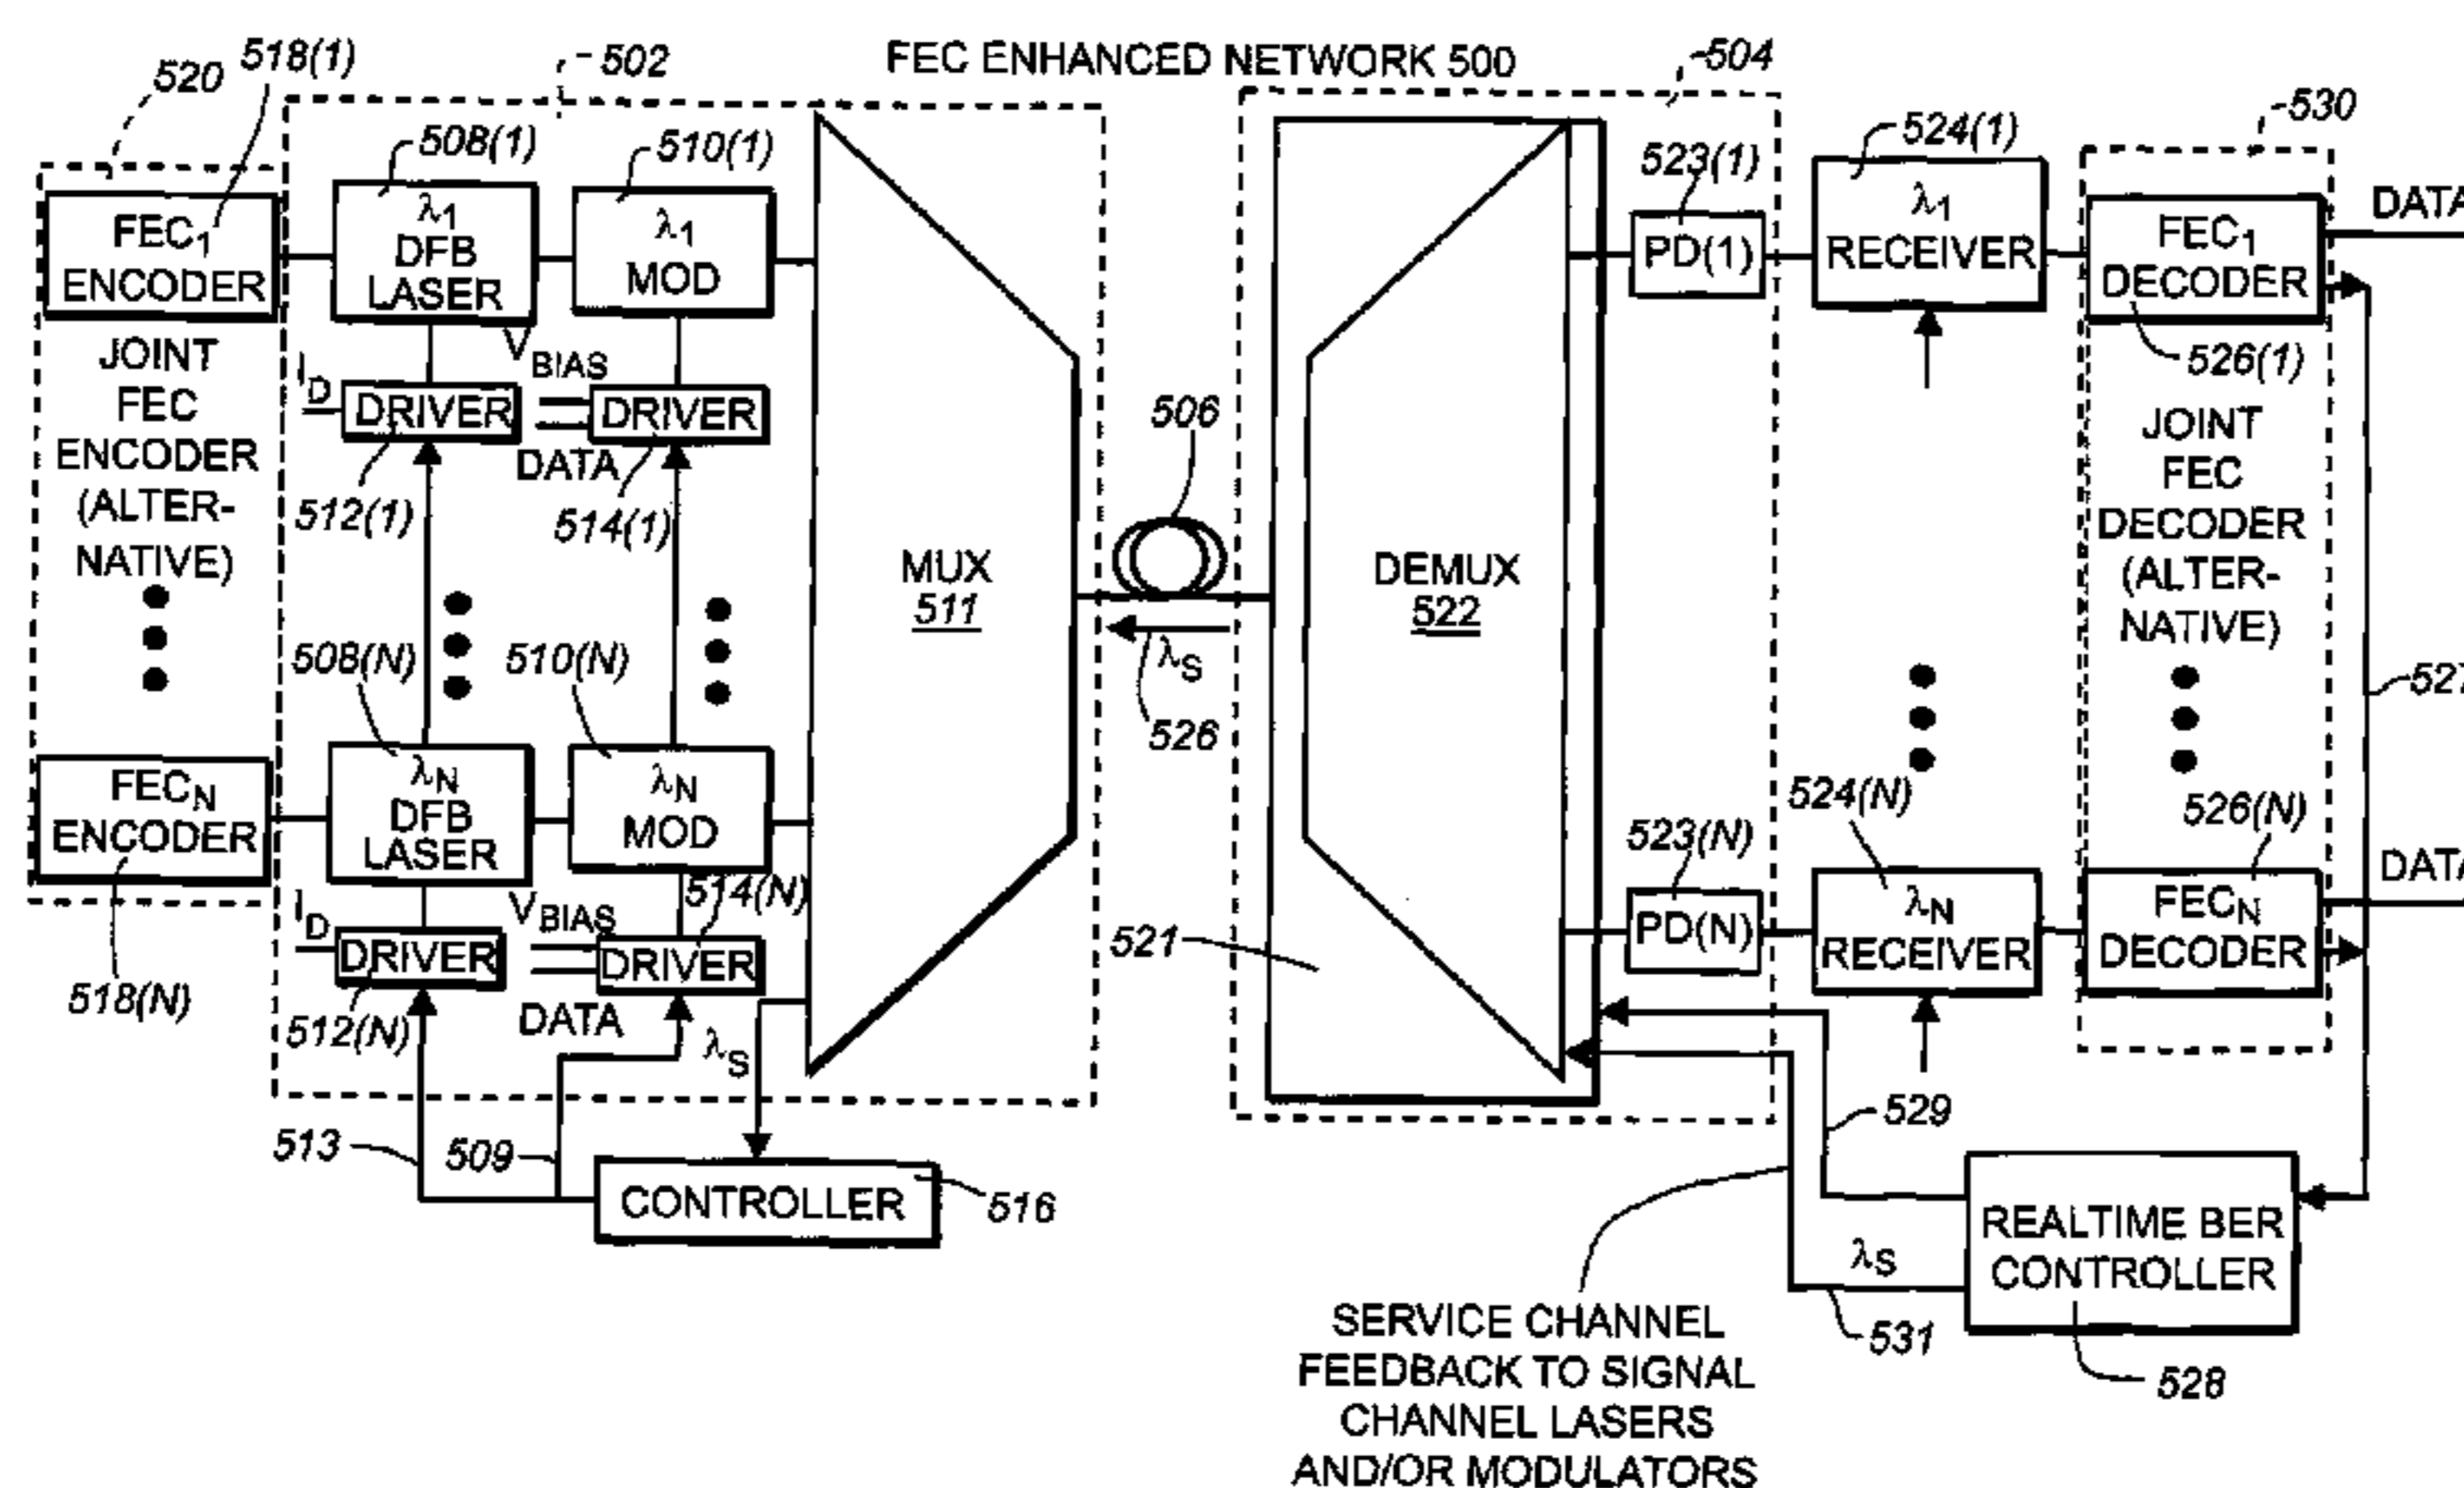 FEC ENHANCED NETWORK 500
520
518(1)
502
504
530
508(1)
510(1)
523(1)
524(1)
FEC1
ENCODER
λ1
DFB
LASER
λ1
MOD
PD(1)
λ1
RECEIVER
FEC1
DECODER
DATA
526(1)
JOINT
FEC
ENCODER
(ALTER-
NATIVE)
ID
DRIVER
VBIAS
DRIVER
DATA
512(1)
514(1)
506
MUX
511
DEMUX
522
JOINT
FEC
DECODER
(ALTER-
NATIVE)
λS
526
527
508(N)
510(N)
523(N)
524(N)
526(N)
FECN
ENCODER
λN
DFB
LASER
λN
MOD
PD(N)
λN
RECEIVER
FECN
DECODER
DATA
518(N)
ID
DRIVER
VBIAS
514(N)
DRIVER
DATA
512(N)
λS
521
513
509
CONTROLLER
516
529
REALTIME BER
CONTROLLER
λS
531
528
SERVICE CHANNEL
FEEDBACK TO SIGNAL
CHANNEL LASERS
AND/OR MODULATORS